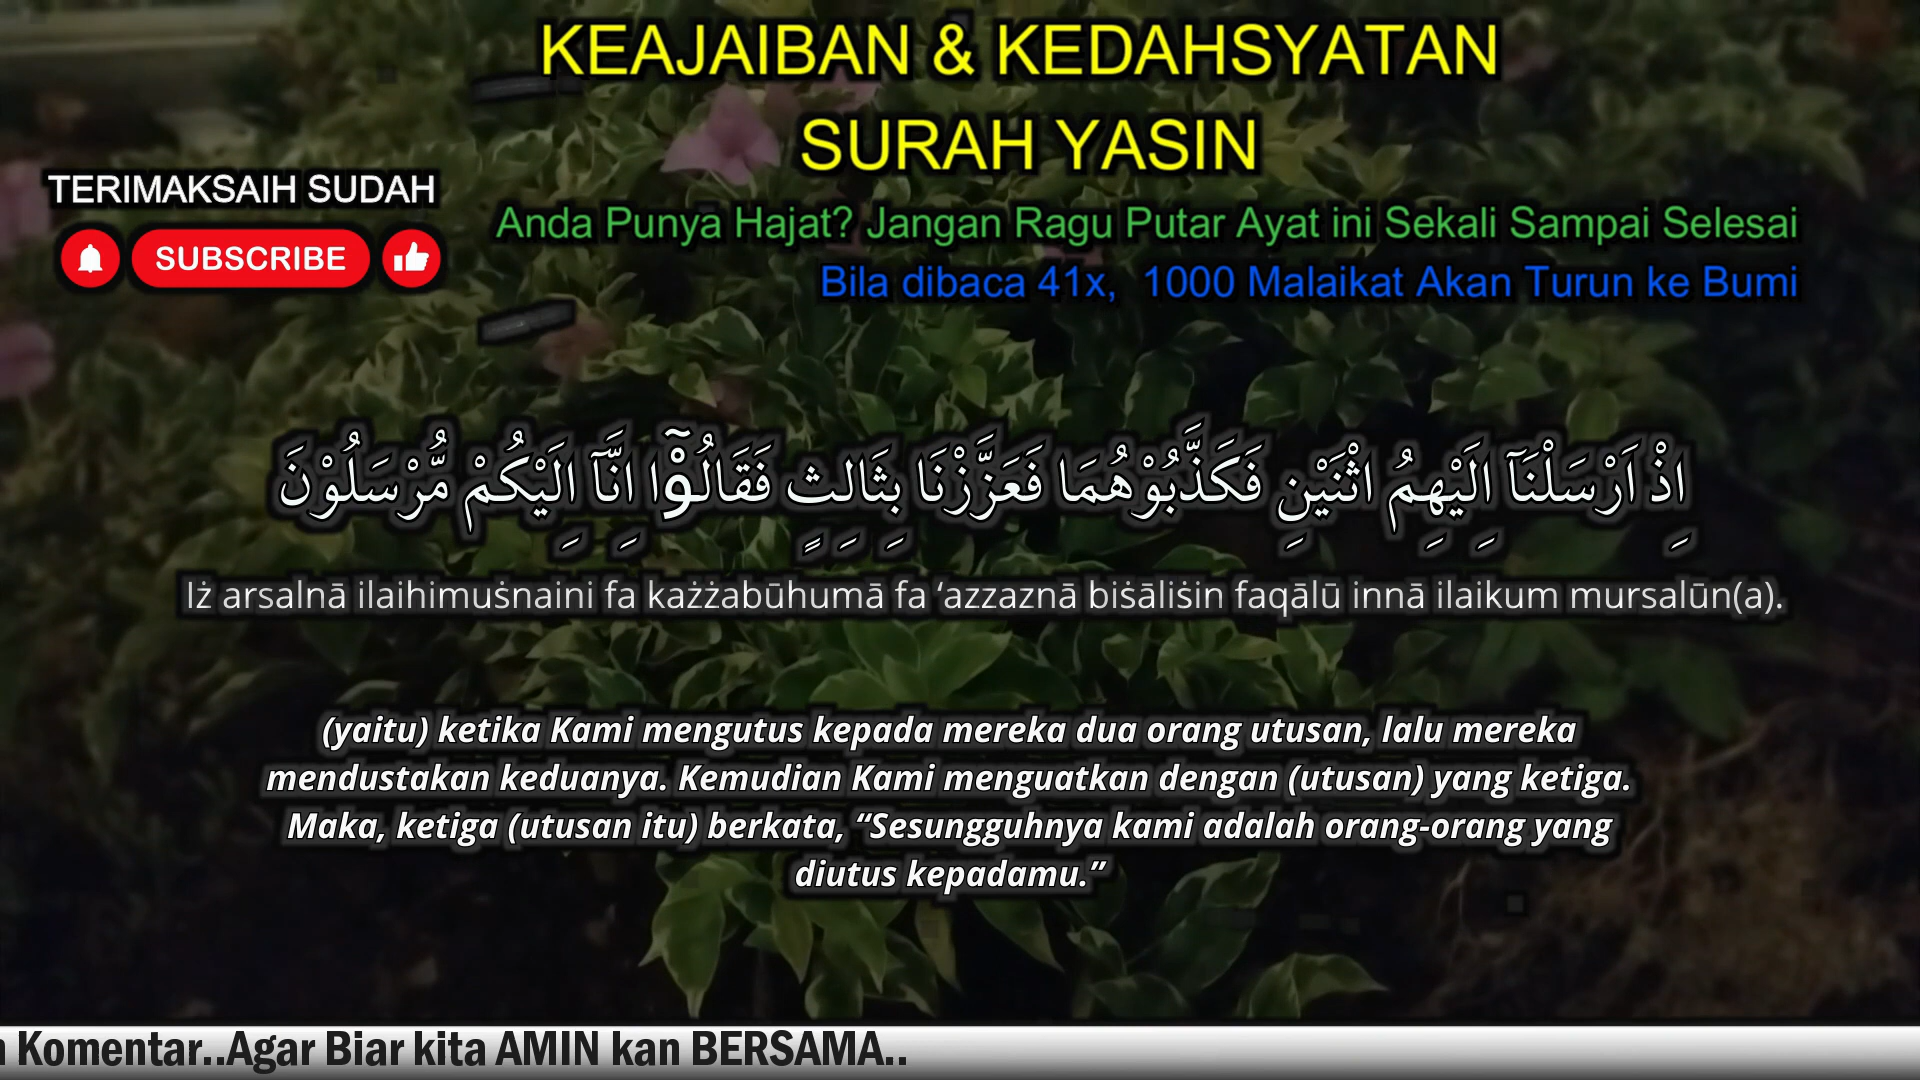 KEAJAIBAN & KEDAHSYATAN
SURAH YASIN
TERIMAKSAIH SUDAH
SUBSCRIBE
Anda Punya Hajat? Jangan Ragu Putar Ayat ini Sekali Sampai Selesai
Bila dibaca 41x, 1000 Malaikat Akan Turun ke Bumi
اِذْ اَرْسَلْنَآ اِلَيْهِمُ اثْنَيْنِ فَكَذَّبُوْهُمَا فَعَزَّزْنَا بِثَالِثٍ فَقَالُوْٓا اِنَّآ اِلَيْكُمْ مُّرْسَلُوْنَ
Iż arsalnā ilaihimuṡnaini fa każżabūhumā fa ‘azzaznā biṡāliṡin faqālū innā ilaikum mursalūn(a).
(yaitu) ketika Kami mengutus kepada mereka dua orang utusan, lalu mereka
mendustakan keduanya. Kemudian Kami menguatkan dengan (utusan) yang ketiga.
Maka, ketiga (utusan itu) berkata, “Sesungguhnya kami adalah orang-orang yang
diutus kepadamu.”
Komentar..Agar Biar kita AMIN kan BERSAMA..